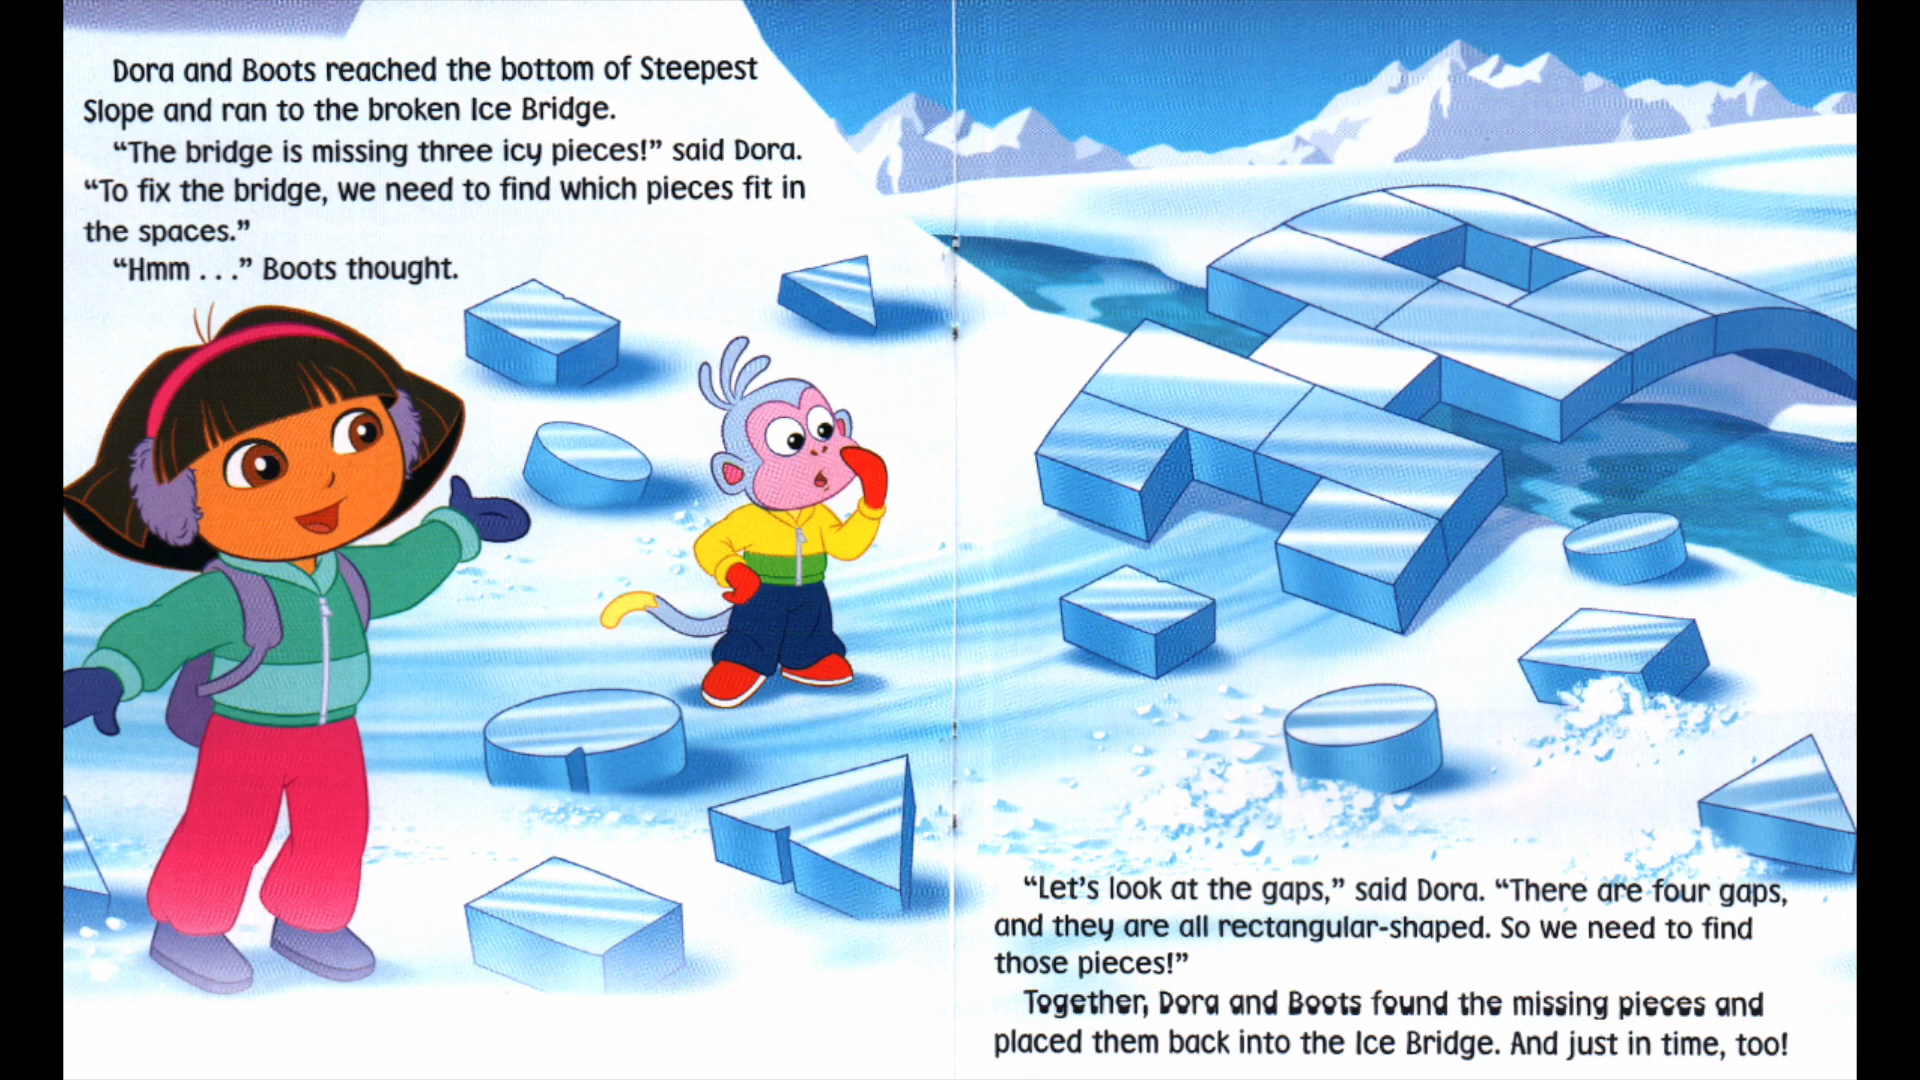 Dora and Boots reached the bottom of Steepest
Slope and ran to the broken Ice Bridge.
“The bridge is missing three icy pieces!” said Dora.
“To fix the bridge, we need to find which pieces fit in
the spaces.”
“Hmm . . .” Boots thought.
“Let’s look at the gaps,” said Dora. “There are four gaps,
and they are all rectangular-shaped. So we need to find
those pieces!”
Together, Dora and Boots found the missing pieces and
placed them back into the Ice Bridge. And just in time, too!